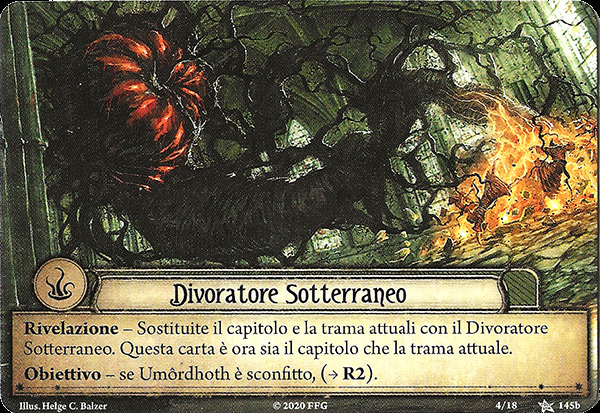 Divoratore Sotterraneo
Rivelazione – Sostituite il capitolo e la trama attuali con il Divoratore
Sotterraneo. Questa carta è ora sia il capitolo che la trama attuale.
Obiettivo – se Umôrdhoth è sconfitto, (→ R2).
Illus. Helge C. Balzer © 2020 FFG 4/18 145b